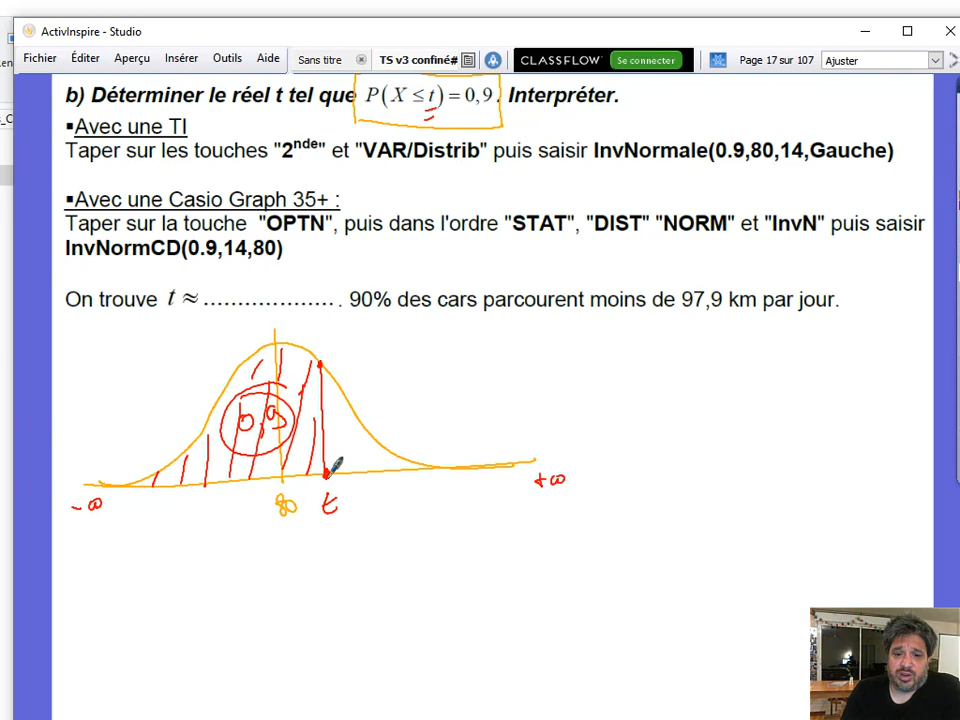 ActivInspire - Studio
Fichier Éditer Aperçu Insérer Outils Aide Sans titre TS v3 confiné# CLASSFLOW Se connecter Page 17 sur 107 Ajuster
b) Déterminer le réel t tel que P(X ≤ t) = 0,9. Interpréter.
▪Avec une TI
Taper sur les touches "2nde" et "VAR/Distrib" puis saisir InvNormale(0.9,80,14,Gauche)
▪Avec une Casio Graph 35+ :
Taper sur la touche "OPTN", puis dans l'ordre "STAT", "DIST" "NORM" et "InvN" puis saisir
InvNormCD(0.9,14,80)
On trouve t ≈ .................... . 90% des cars parcourent moins de 97,9 km par jour.
0,9
-∞ 80 t +∞